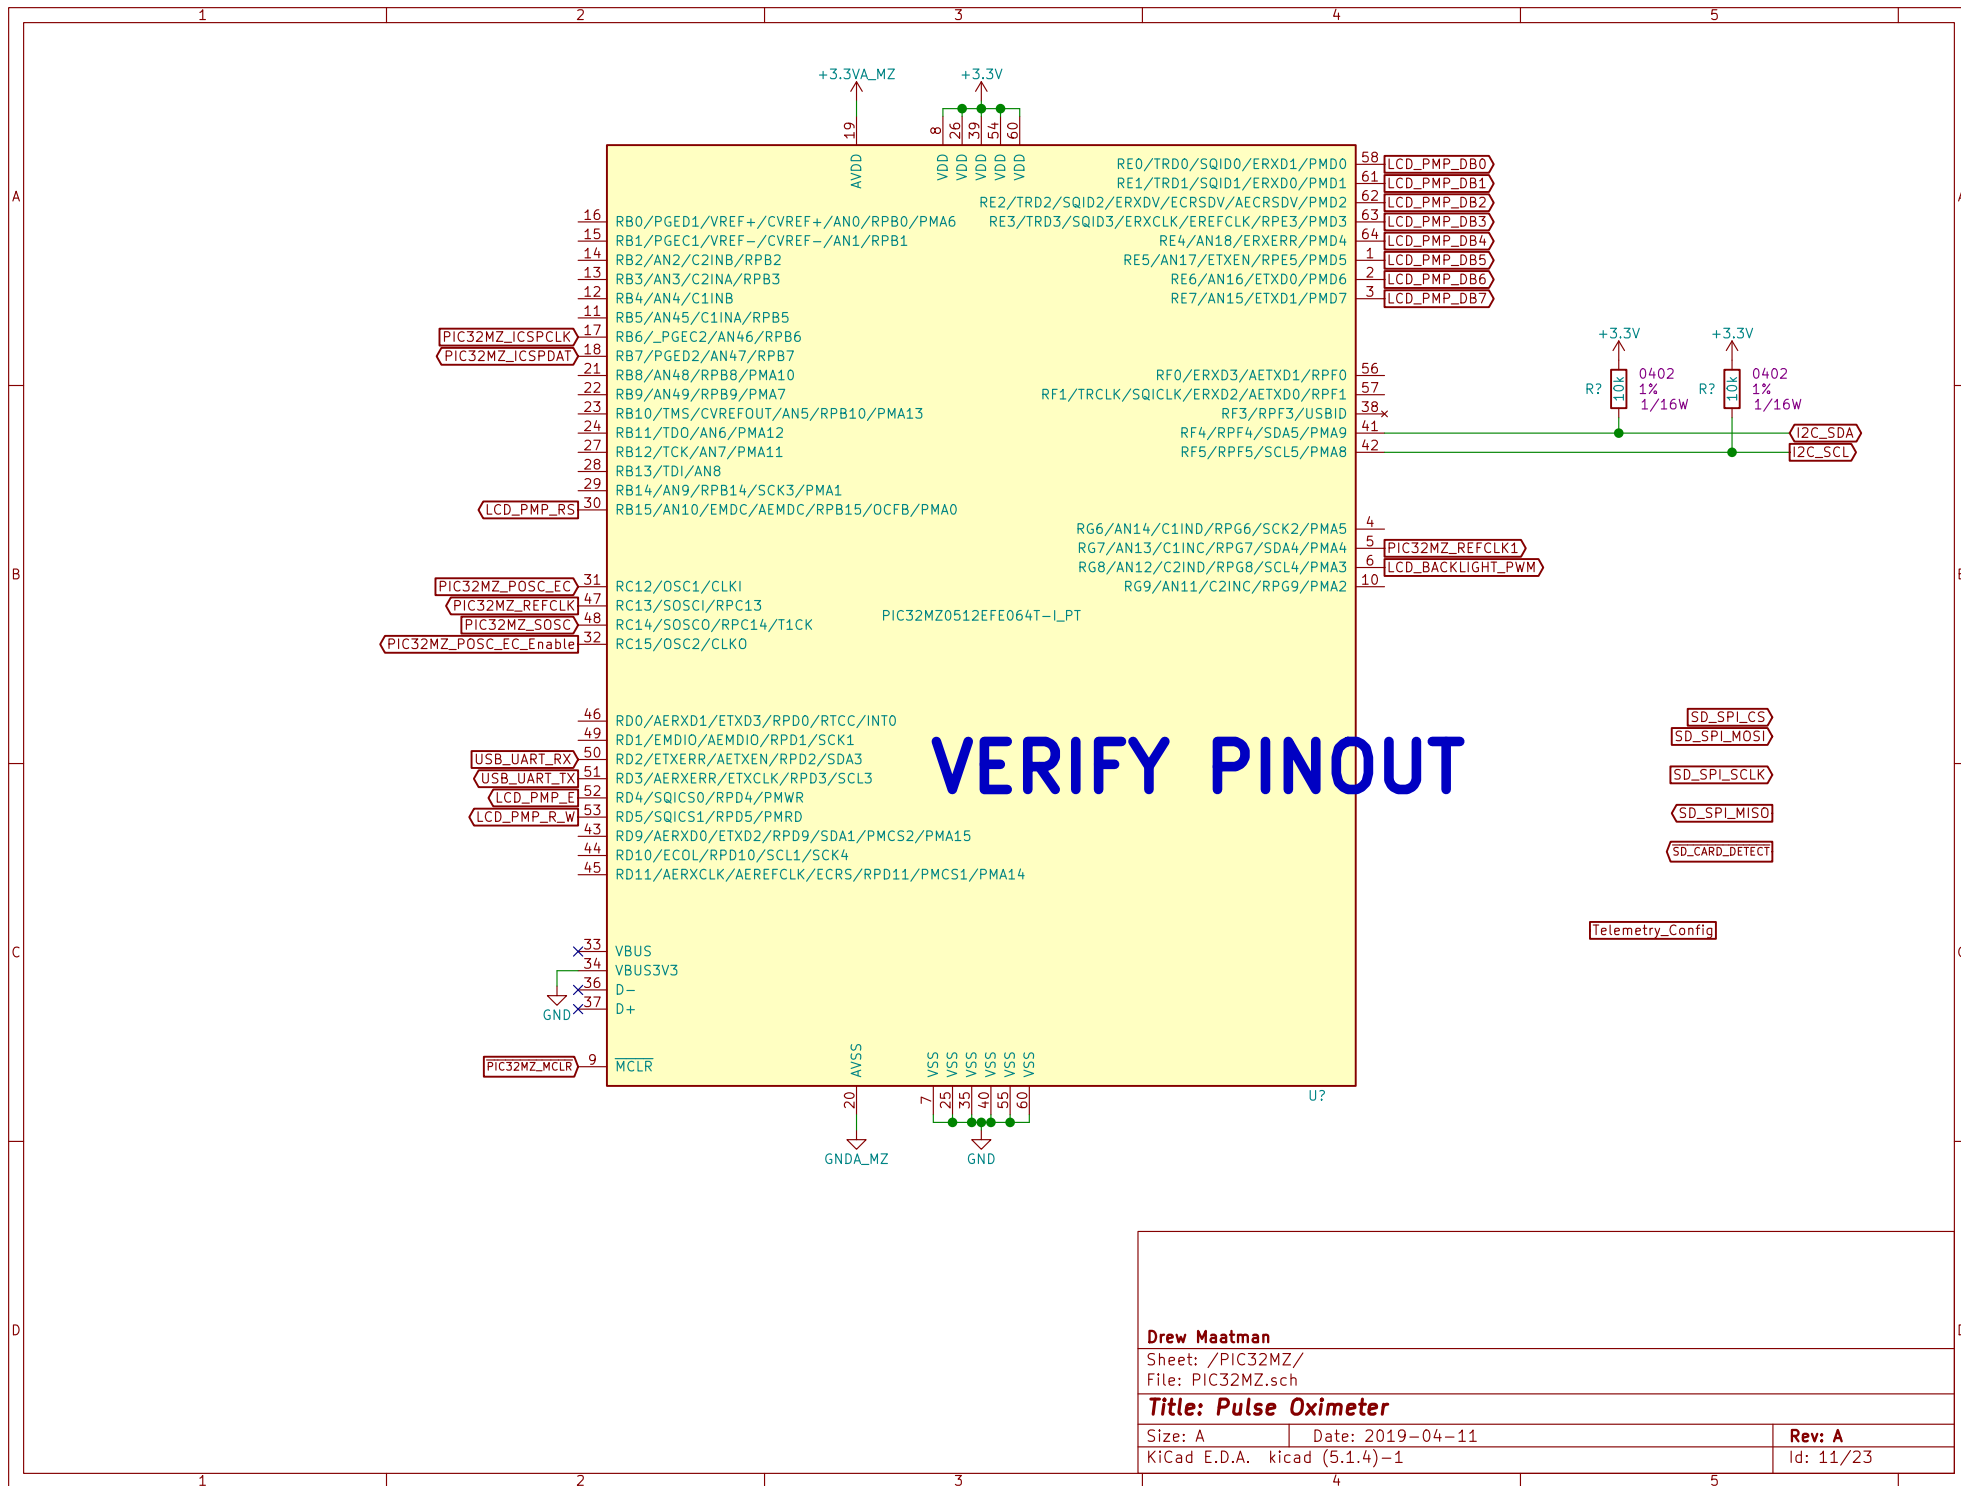 1 2 3 4 5
+3.3VA_MZ +3.3V
19 8 26 39 54 60
AVDD VDD VDD VDD VDD VDD
A
RE0/TRD0/SQID0/ERXD1/PMD0 58 LCD_PMP_DB0
RE1/TRD1/SQID1/ERXD0/PMD1 61 LCD_PMP_DB1
RE2/TRD2/SQID2/ERXDV/ECRSDV/AECRSDV/PMD2 62 LCD_PMP_DB2
16 RB0/PGED1/VREF+/CVREF+/AN0/RPB0/PMA6 RE3/TRD3/SQID3/ERXCLK/EREFCLK/RPE3/PMD3 63 LCD_PMP_DB3
15 RB1/PGEC1/VREF-/CVREF-/AN1/RPB1 RE4/AN18/ERXERR/PMD4 64 LCD_PMP_DB4
14 RB2/AN2/C2INB/RPB2 RE5/AN17/ETXEN/RPE5/PMD5 1 LCD_PMP_DB5
13 RB3/AN3/C2INA/RPB3 RE6/AN16/ETXD0/PMD6 2 LCD_PMP_DB6
12 RB4/AN4/C1INB RE7/AN15/ETXD1/PMD7 3 LCD_PMP_DB7
11 RB5/AN45/C1INA/RPB5
PIC32MZ_ICSPCLK 17 RB6/_PGEC2/AN46/RPB6
PIC32MZ_ICSPDAT 18 RB7/PGED2/AN47/RPB7
21 RB8/AN48/RPB8/PMA10 RF0/ERXD3/AETXD1/RPF0 56
22 RB9/AN49/RPB9/PMA7 RF1/TRCLK/SQICLK/ERXD2/AETXD0/RPF1 57
23 RB10/TMS/CVREFOUT/AN5/RPB10/PMA13 RF3/RPF3/USBID 38
24 RB11/TDO/AN6/PMA12 RF4/RPF4/SDA5/PMA9 41 I2C_SDA
27 RB12/TCK/AN7/PMA11 RF5/RPF5/SCL5/PMA8 42 I2C_SCL
+3.3V +3.3V
R? 10k 0402 R? 10k 0402
1% 1%
1/16W 1/16W
28 RB13/TDI/AN8
29 RB14/AN9/RPB14/SCK3/PMA1
LCD_PMP_RS 30 RB15/AN10/EMDC/AEMDC/RPB15/OCFB/PMA0
RG6/AN14/C1IND/RPG6/SCK2/PMA5 4
RG7/AN13/C1INC/RPG7/SDA4/PMA4 5 PIC32MZ_REFCLK1
RG8/AN12/C2IND/RPG8/SCL4/PMA3 6 LCD_BACKLIGHT_PWM
B
PIC32MZ_POSC_EC 31 RC12/OSC1/CLKI RG9/AN11/C2INC/RPG9/PMA2 10
PIC32MZ_REFCLK 47 RC13/SOSCI/RPC13
PIC32MZ0512EFE064T-I_PT
PIC32MZ_SOSC 48 RC14/SOSCO/RPC14/T1CK
PIC32MZ_POSC_EC_Enable 32 RC15/OSC2/CLKO
46 RD0/AERXD1/ETXD3/RPD0/RTCC/INT0
49 RD1/EMDIO/AEMDIO/RPD1/SCK1
USB_UART_RX 50 RD2/ETXERR/AETXEN/RPD2/SDA3
USB_UART_TX 51 RD3/AERXERR/ETXCLK/RPD3/SCL3
LCD_PMP_E 52 RD4/SQICS0/RPD4/PMWR
LCD_PMP_R_W 53 RD5/SQICS1/RPD5/PMRD
43 RD9/AERXD0/ETXD2/RPD9/SDA1/PMCS2/PMA15
44 RD10/ECOL/RPD10/SCL1/SCK4
45 RD11/AERXCLK/AEREFCLK/ECRS/RPD11/PMCS1/PMA14
VERIFY PINOUT
SD_SPI_CS
SD_SPI_MOSI
SD_SPI_SCLK
SD_SPI_MISO
SD_CARD_DETECT
Telemetry_Config
C
33 VBUS
34 VBUS3V3
36 D-
37 D+
GND
PIC32MZ_MCLR 9 MCLR
AVSS VSS VSS VSS VSS VSS VSS
20 7 25 35 40 55 60
U?
GNDA_MZ GND
D
Drew Maatman
Sheet: /PIC32MZ/
File: PIC32MZ.sch
Title: Pulse Oximeter
Size: A Date: 2019-04-11 Rev: A
KiCad E.D.A. kicad (5.1.4)-1 Id: 11/23
1 2 3 4 5